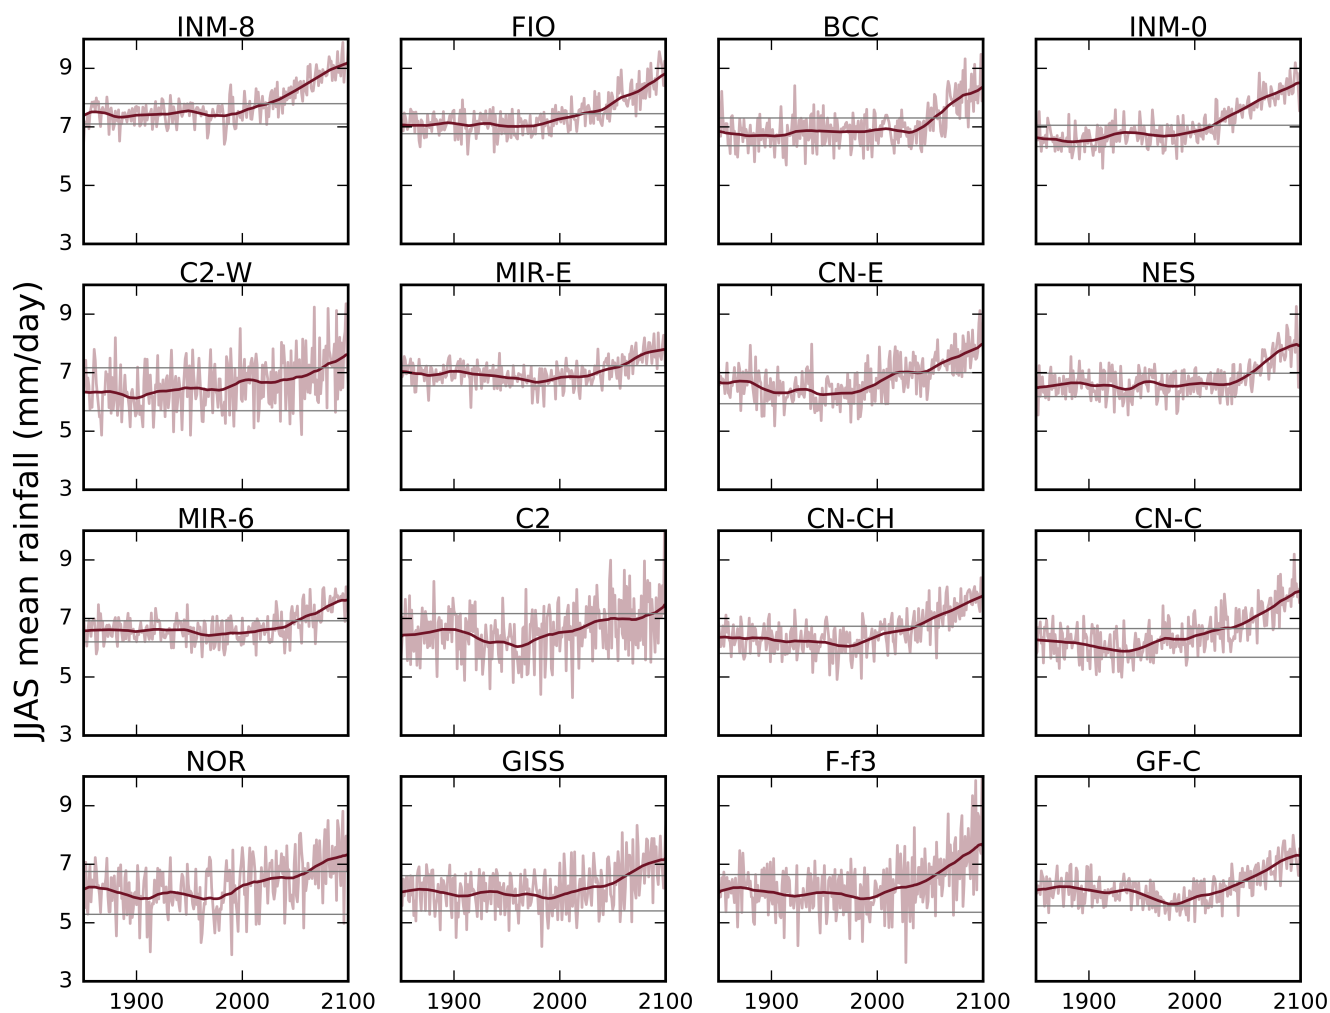 INM-8 FIO BCC INM-0
9
7
5
3
C2-W MIR-E CN-E NES
9
7
5
3
JJAS mean rainfall (mm/day)
MIR-6 C2 CN-CH CN-C
9
7
5
3
NOR GISS F-f3 GF-C
9
7
5
3
1900 2000 2100 1900 2000 2100 1900 2000 2100 1900 2000 2100